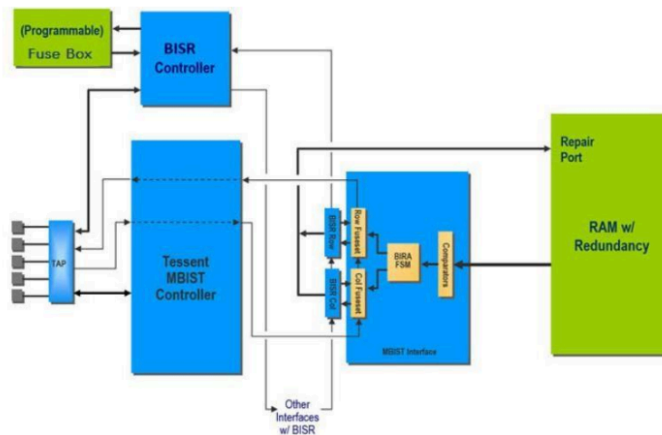 (Programmable)
Fuse Box
BISR
Controller
Repair
Port
RAM w/
Redundancy
Tessent
MBIST
Controller
TAP
BISR Row
Row Fuseset
BIRA
FSM
Comparators
BISR Col
Col Fuseset
MBIST Interface
Other
Interfaces
w/ BISR